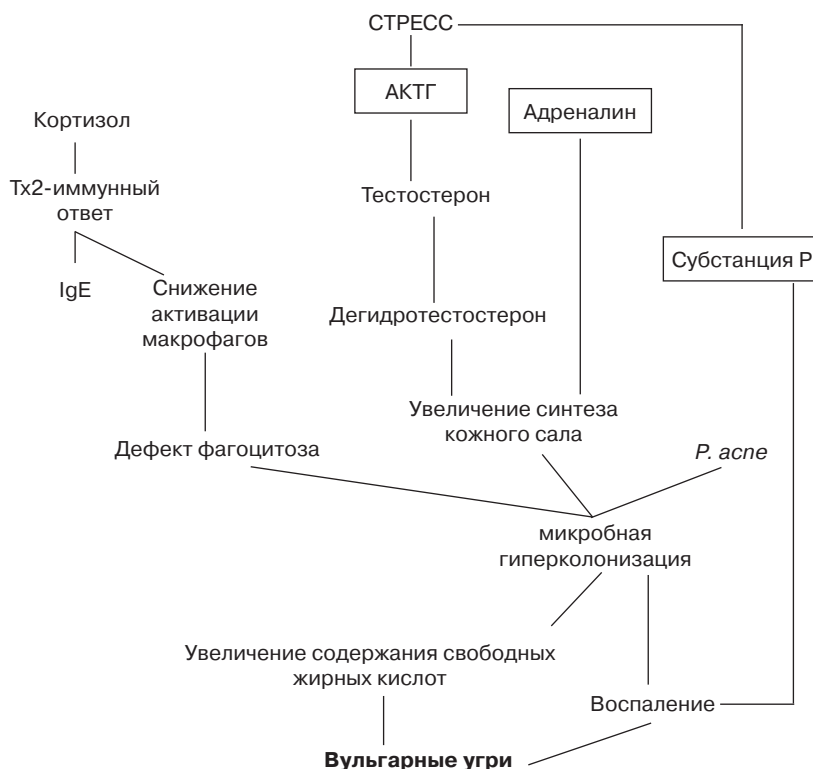 СТРЕСС
АКТГ
Адреналин
Кортизол
Тх2-иммунный
ответ
Тестостерон
Субстанция Р
IgE
Снижение
активации
макрофагов
Дегидротестостерон
Увеличение синтеза
кожного сала
Дефект фагоцитоза
P. acne
микробная
гиперколонизация
Увеличение содержания свободных
жирных кислот
Воспаление
Вульгарные угри